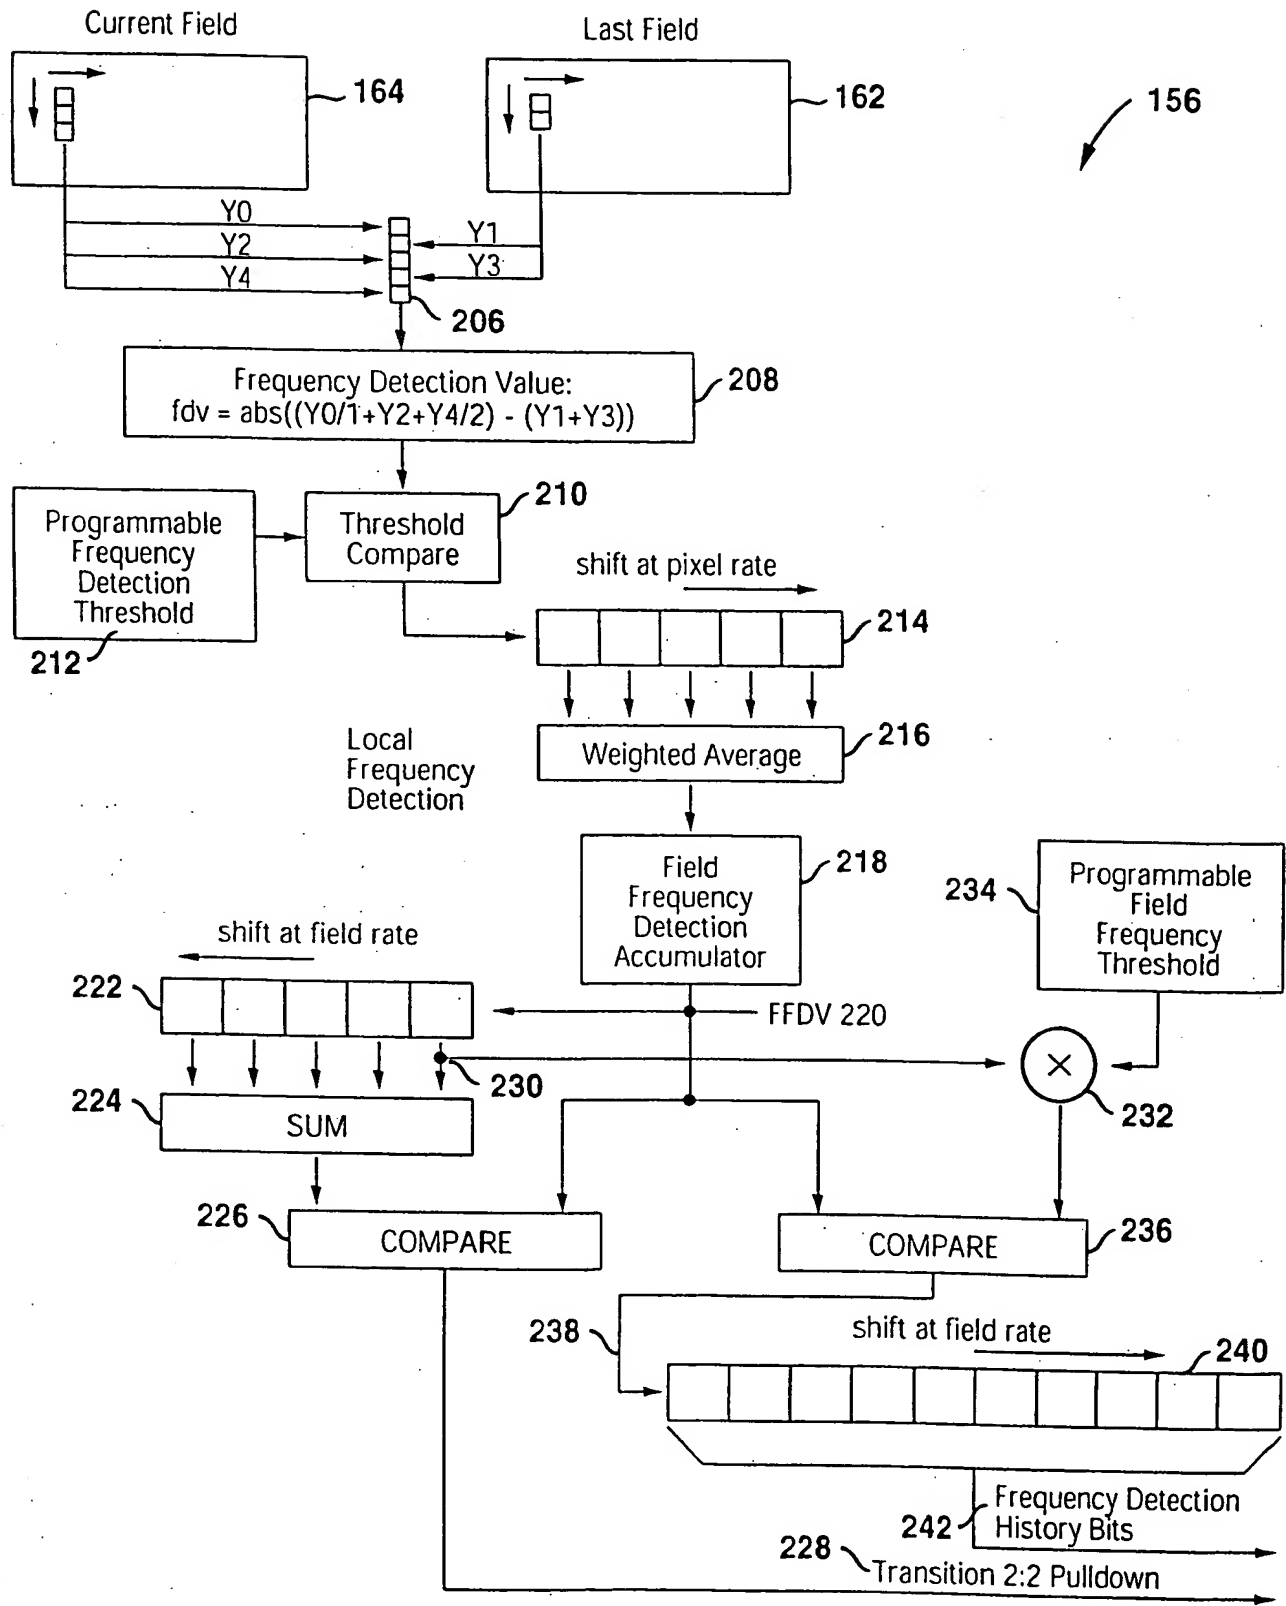 Current Field
Last Field
164
162
156
Y0
Y1
Y2
Y3
Y4
206
Frequency Detection Value:
fdv = abs((Y0/1+Y2+Y4/2) - (Y1+Y3))
208
Programmable
Frequency
Detection
Threshold
212
Threshold
Compare
210
shift at pixel rate
214
Weighted Average
216
Local
Frequency
Detection
Field
Frequency
Detection
Accumulator
218
234
Programmable
Field
Frequency
Threshold
shift at field rate
222
FFDV 220
230
×
232
224
SUM
226
COMPARE
COMPARE
236
238
shift at field rate
240
242
Frequency Detection
History Bits
228
Transition 2:2 Pulldown